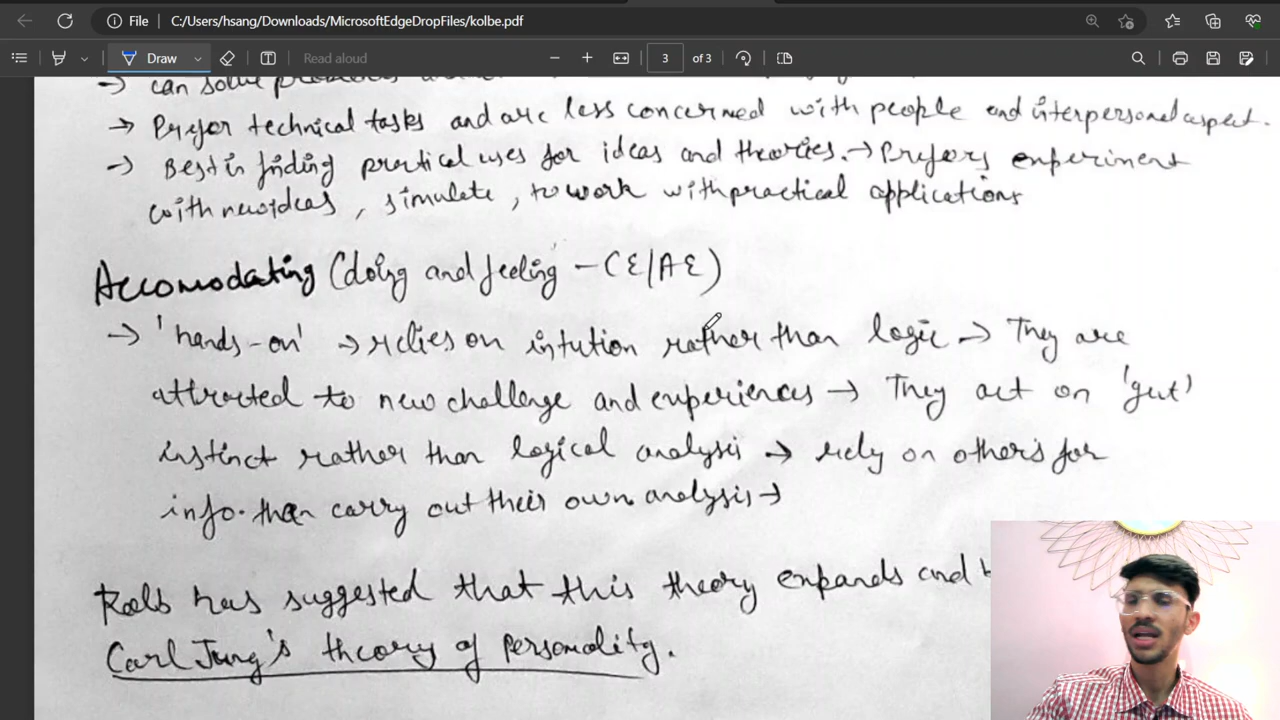 File C:/Users/hsang/Downloads/MicrosoftEdgeDropFiles/kolbe.pdf
Draw Read aloud 3 of 3
→ can solve problems
→ Prefer technical tasks and are less concerned with people and interpersonal aspect.
→ Best in finding practical uses for ideas and theories. → Prefers experiment
with new ideas, simulate, to work with practical applications
Accomodating (doing and feeling - CE/AE)
→ 'hands-on' → relies on intution rather than logic → They are
attracted to new challenge and experiences → They act on 'gut'
instinct rather than logical analysis → rely on others for
info. than carry out their own analysis →
Kolb has suggested that this theory expands and
Carl Jung's theory of personality.